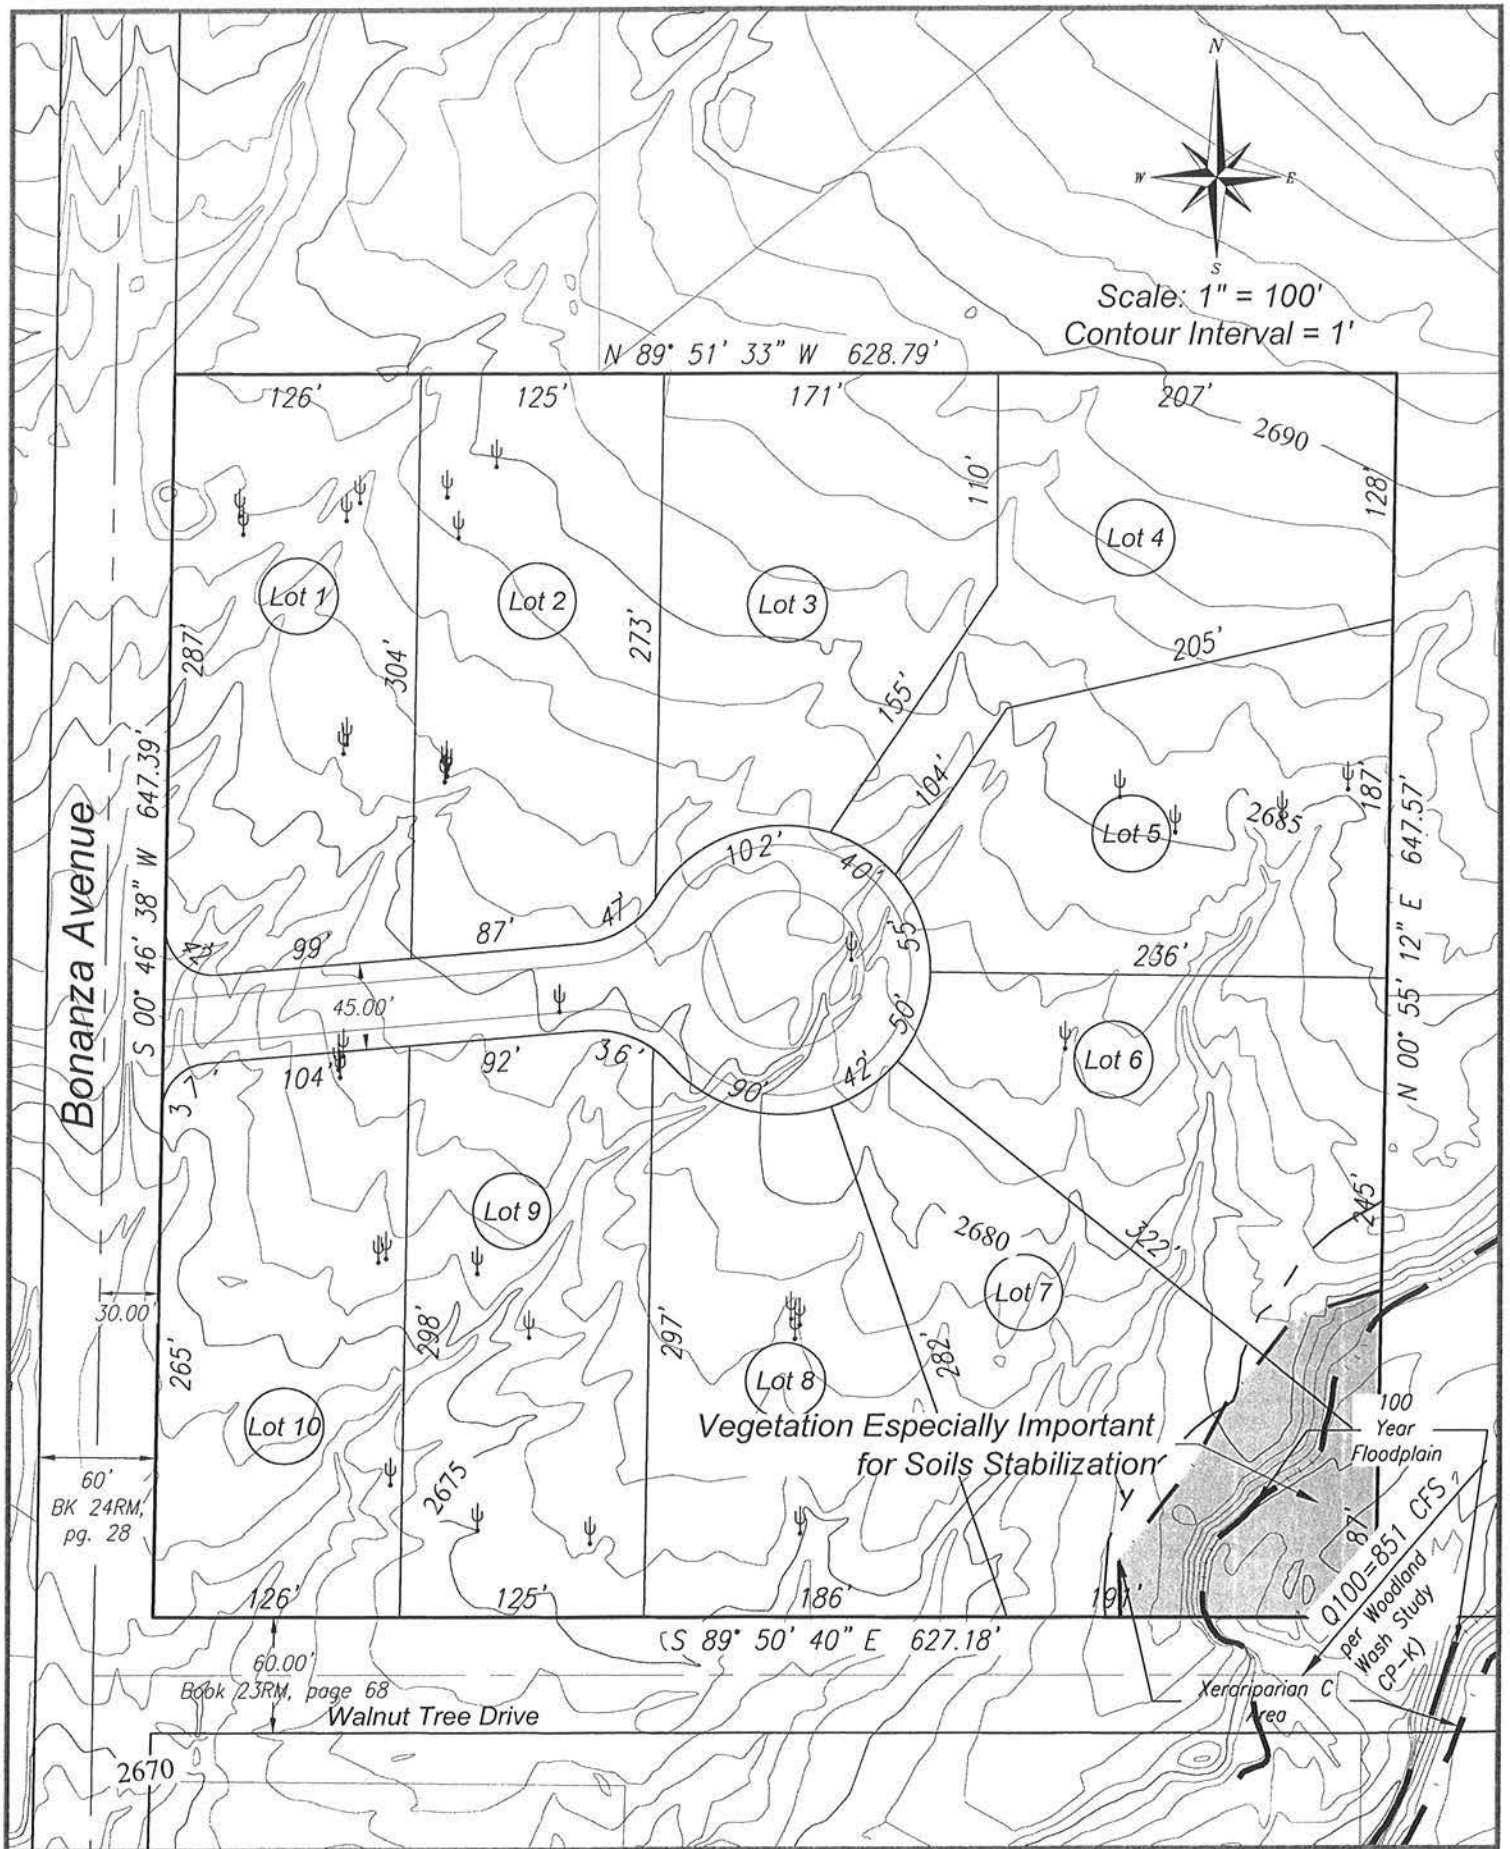 N
W E
S
Scale: 1" = 100'
Contour Interval = 1'
N 89° 51' 33" W 628.79'
126' 125' 171' 207'
2690
110'
128'
Lot 4
Lot 1
Lot 2
Lot 3
287'
304'
273'
205'
155'
104'
Bonanza Avenue
S 00° 46' 38" W 647.39'
187'
N 00° 55' 12" E 647.57'
2685
Lot 5
102'
40'
47'
87'
99'
55'
236'
45.00'
50'
Lot 6
92'
36'
104'
37'
90'
42'
Lot 9
245'
2680
322'
Lot 7
30.00'
298'
297'
282'
265'
Lot 8
Lot 10
Vegetation Especially Important
for Soils Stabilization
100
Year
Floodplain
60'
BK 24RM,
pg. 28
2675
87'
Q100=851 CFS
per Woodland
Wash Study
CP-K)
126' 125' 186' 191'
(S 89° 50' 40" E 627.18'
60.00'
Book 23RM, page 68
Walnut Tree Drive
Xeroriparian C
Area
2670